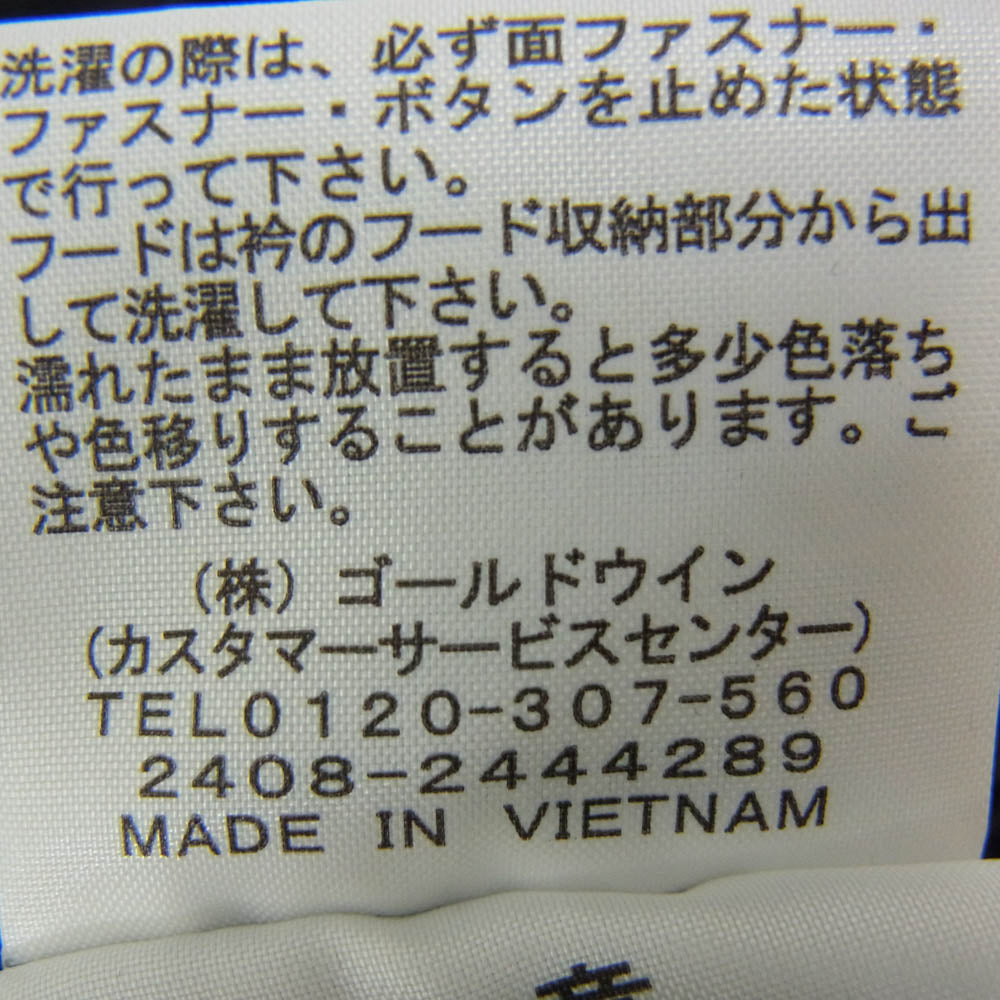 洗濯の際は、必ず面ファスナー・
ファスナー・ボタンを止めた状態
で行って下さい。
フードは衿のフード収納部分から出
して洗濯して下さい。
濡れたまま放置すると多少色落ち
や色移りすることがあります。ご
注意下さい。
(株) ゴールドウイン
(カスタマーサービスセンター)
TEL0120-307-560
2408-2444289
MADE IN VIETNAM